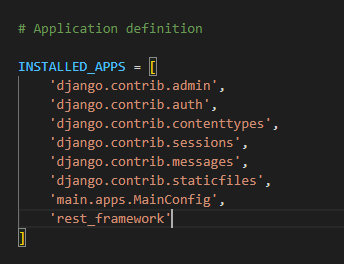 # Application definition
INSTALLED_APPS = [
    'django.contrib.admin',
    'django.contrib.auth',
    'django.contrib.contenttypes',
    'django.contrib.sessions',
    'django.contrib.messages',
    'django.contrib.staticfiles',
    'main.apps.MainConfig',
    'rest_framework'
]